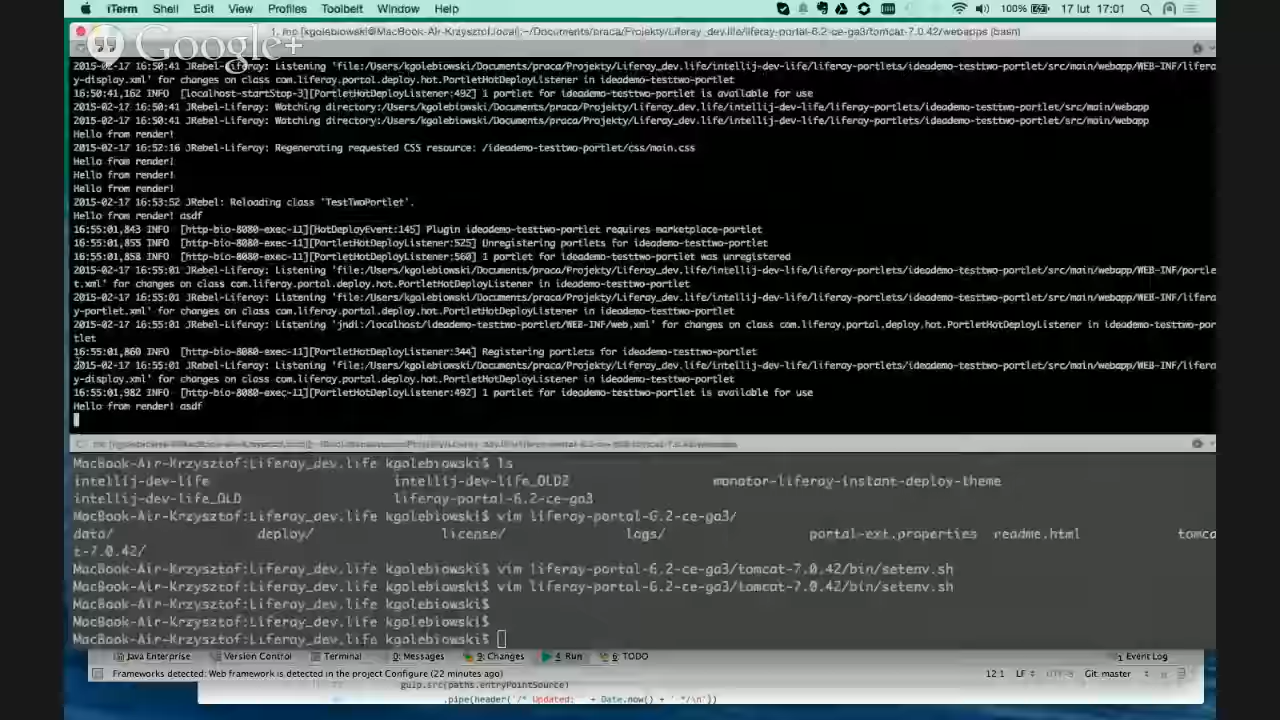 iTerm Shell Edit View Profiles Toolbelt Window Help 100% 17 lut 17:01
Google+
1. mc [kgolebiowski@MacBook-Air-Krzysztof.local]:~/Documents/praca/Projekty/Liferay_dev.life/liferay-portal-6.2-ce-ga3/tomcat-7.0.42/webapps (bash)
2015-02-17 16:50:41 JRebel-Liferay: Listening 'file:/Users/kgolebiowski/Documents/praca/Projekty/Liferay_dev.life/intellij-dev-life/liferay-portlets/ideademo-testtwo-portlet/src/main/webapp/WEB-INF/lifera
y-display.xml' for changes on class com.liferay.portal.deploy.hot.PortletHotDeployListener in ideademo-testtwo-portlet
16:50:41,162 INFO [localhost-startStop-3][PortletHotDeployListener:492] 1 portlet for ideademo-testtwo-portlet is available for use
2015-02-17 16:50:41 JRebel-Liferay: Watching directory:/Users/kgolebiowski/Documents/praca/Projekty/Liferay_dev.life/intellij-dev-life/liferay-portlets/ideademo-testtwo-portlet/src/main/webapp
2015-02-17 16:50:41 JRebel-Liferay: Watching directory:/Users/kgolebiowski/Documents/praca/Projekty/Liferay_dev.life/intellij-dev-life/liferay-portlets/ideademo-testtwo-portlet/src/main/webapp
Hello from render!
2015-02-17 16:52:16 JRebel-Liferay: Regenerating requested CSS resource: /ideademo-testtwo-portlet/css/main.css
Hello from render!
Hello from render!
Hello from render!
2015-02-17 16:53:52 JRebel: Reloading class 'TestTwoPortlet'.
Hello from render! asdf
16:55:01,843 INFO [http-bio-8080-exec-11][HotDeployEvent:145] Plugin ideademo-testtwo-portlet requires marketplace-portlet
16:55:01,855 INFO [http-bio-8080-exec-11][PortletHotDeployListener:525] Unregistering portlets for ideademo-testtwo-portlet
16:55:01,858 INFO [http-bio-8080-exec-11][PortletHotDeployListener:560] 1 portlet for ideademo-testtwo-portlet was unregistered
2015-02-17 16:55:01 JRebel-Liferay: Listening 'file:/Users/kgolebiowski/Documents/praca/Projekty/Liferay_dev.life/intellij-dev-life/liferay-portlets/ideademo-testtwo-portlet/src/main/webapp/WEB-INF/portle
t.xml' for changes on class com.liferay.portal.deploy.hot.PortletHotDeployListener in ideademo-testtwo-portlet
2015-02-17 16:55:01 JRebel-Liferay: Listening 'file:/Users/kgolebiowski/Documents/praca/Projekty/Liferay_dev.life/intellij-dev-life/liferay-portlets/ideademo-testtwo-portlet/src/main/webapp/WEB-INF/lifera
y-portlet.xml' for changes on class com.liferay.portal.deploy.hot.PortletHotDeployListener in ideademo-testtwo-portlet
2015-02-17 16:55:01 JRebel-Liferay: Listening 'jndi:/localhost/ideademo-testtwo-portlet/WEB-INF/web.xml' for changes on class com.liferay.portal.deploy.hot.PortletHotDeployListener in ideademo-testtwo-por
tlet
16:55:01,860 INFO [http-bio-8080-exec-11][PortletHotDeployListener:344] Registering portlets for ideademo-testtwo-portlet
2015-02-17 16:55:01 JRebel-Liferay: Listening 'file:/Users/kgolebiowski/Documents/praca/Projekty/Liferay_dev.life/intellij-dev-life/liferay-portlets/ideademo-testtwo-portlet/src/main/webapp/WEB-INF/lifera
y-display.xml' for changes on class com.liferay.portal.deploy.hot.PortletHotDeployListener in ideademo-testtwo-portlet
16:55:01,982 INFO [http-bio-8080-exec-11][PortletHotDeployListener:492] 1 portlet for ideademo-testtwo-portlet is available for use
Hello from render! asdf
MacBook-Air-Krzysztof:Liferay_dev.life kgolebiowski$ ls
intellij-dev-life intellij-dev-life_OLD2 monator-liferay-instant-deploy-theme
intellij-dev-life_OLD liferay-portal-6.2-ce-ga3
MacBook-Air-Krzysztof:Liferay_dev.life kgolebiowski$ vim liferay-portal-6.2-ce-ga3/
data/ deploy/ license/ logs/ portal-ext.properties readme.html tomca
t-7.0.42/
MacBook-Air-Krzysztof:Liferay_dev.life kgolebiowski$ vim liferay-portal-6.2-ce-ga3/tomcat-7.0.42/bin/setenv.sh
MacBook-Air-Krzysztof:Liferay_dev.life kgolebiowski$ vim liferay-portal-6.2-ce-ga3/tomcat-7.0.42/bin/setenv.sh
MacBook-Air-Krzysztof:Liferay_dev.life kgolebiowski$
MacBook-Air-Krzysztof:Liferay_dev.life kgolebiowski$
MacBook-Air-Krzysztof:Liferay_dev.life kgolebiowski$
Java Enterprise Version Control Terminal 0: Messages 9: Changes 4: Run 6: TODO 1 Event Log
Frameworks detected: Web framework is detected in the project Configure (22 minutes ago) 12:1 LF UTF-8 Git: master
gulp.src(paths.entryPointSource)
.pipe(header('/* Updated: ' + Date.now() + ' */\n'))